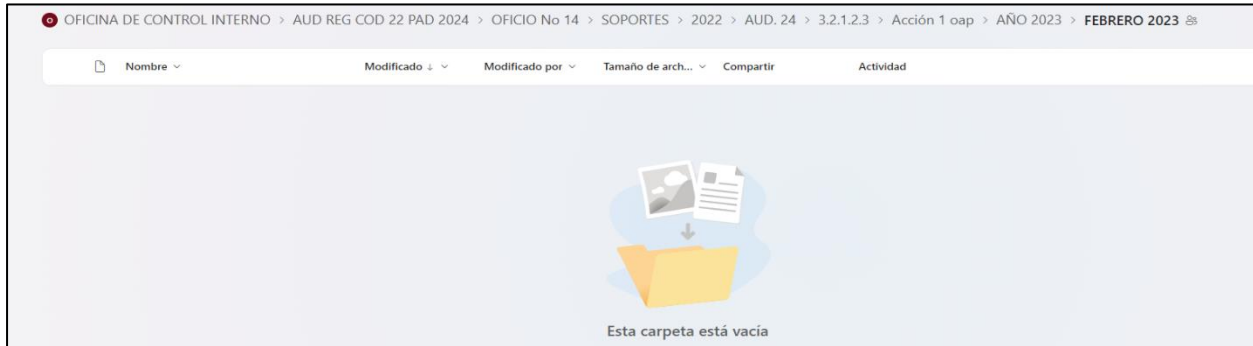 O OFICINA DE CONTROL INTERNO > AUD REG COD 22 PAD 2024 > OFICIO No 14 > SOPORTES > 2022 > AUD. 24 > 3.2.1.2.3 > Acción 1 oap > AÑO 2023 > FEBRERO 2023
Nombre Modificado ↓ Modificado por Tamaño de arch... Compartir Actividad
Esta carpeta está vacía